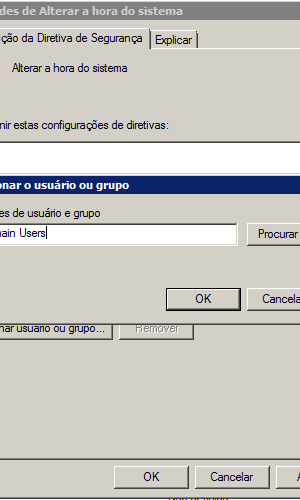 des de Alterar a hora do sistema
ção da Diretiva de Segurança Explicar
Alterar a hora do sistema
nir estas configurações de diretivas:
onar o usuário ou grupo
es de usuário e grupo
ain Users Procurar
OK Cancela
nar usuário ou grupo... Remover
OK Cancelar A